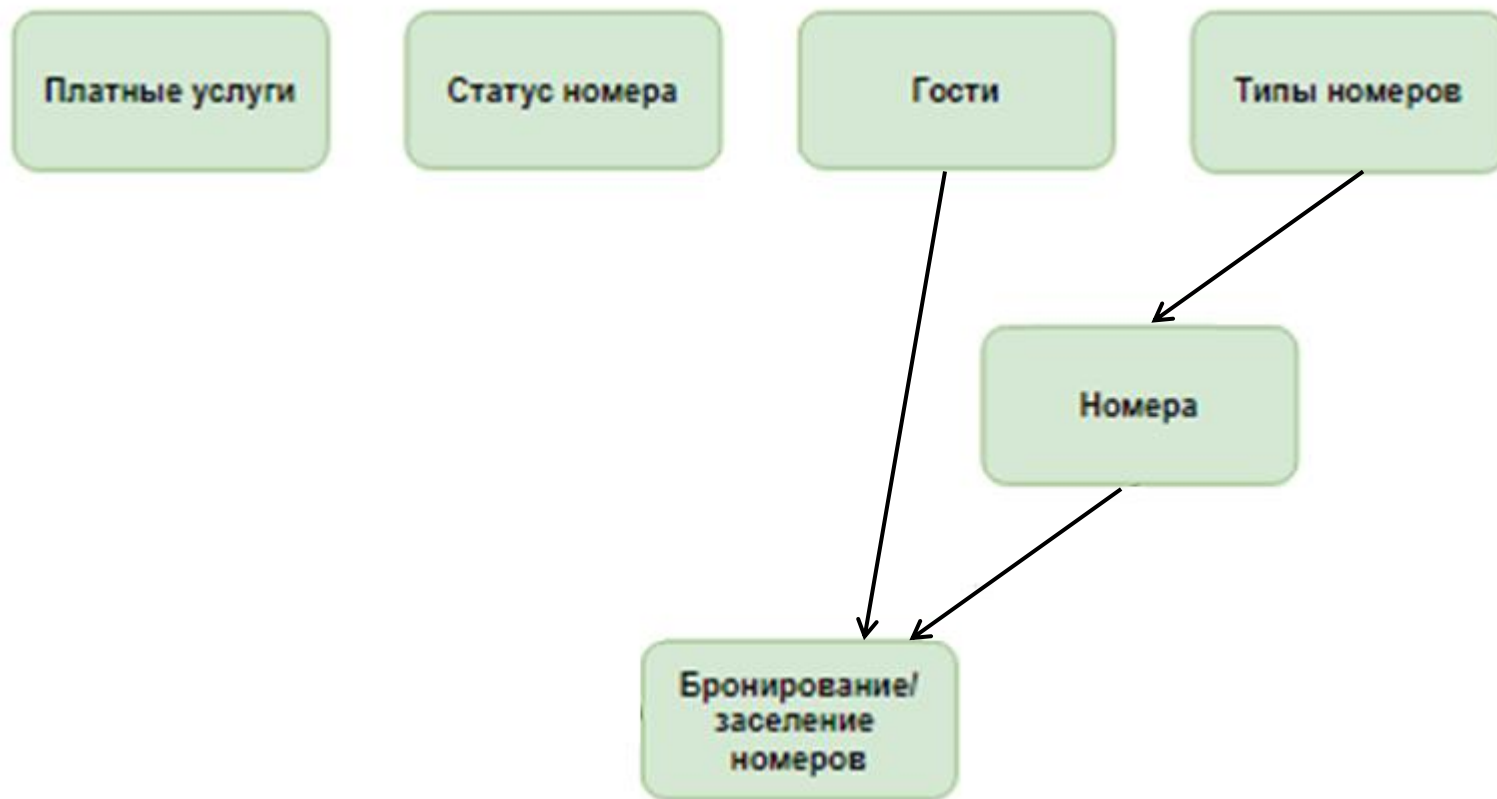 Платные услуги
Статус номера
Гости
Типы номеров
Номера
Бронирование/
заселение
номеров